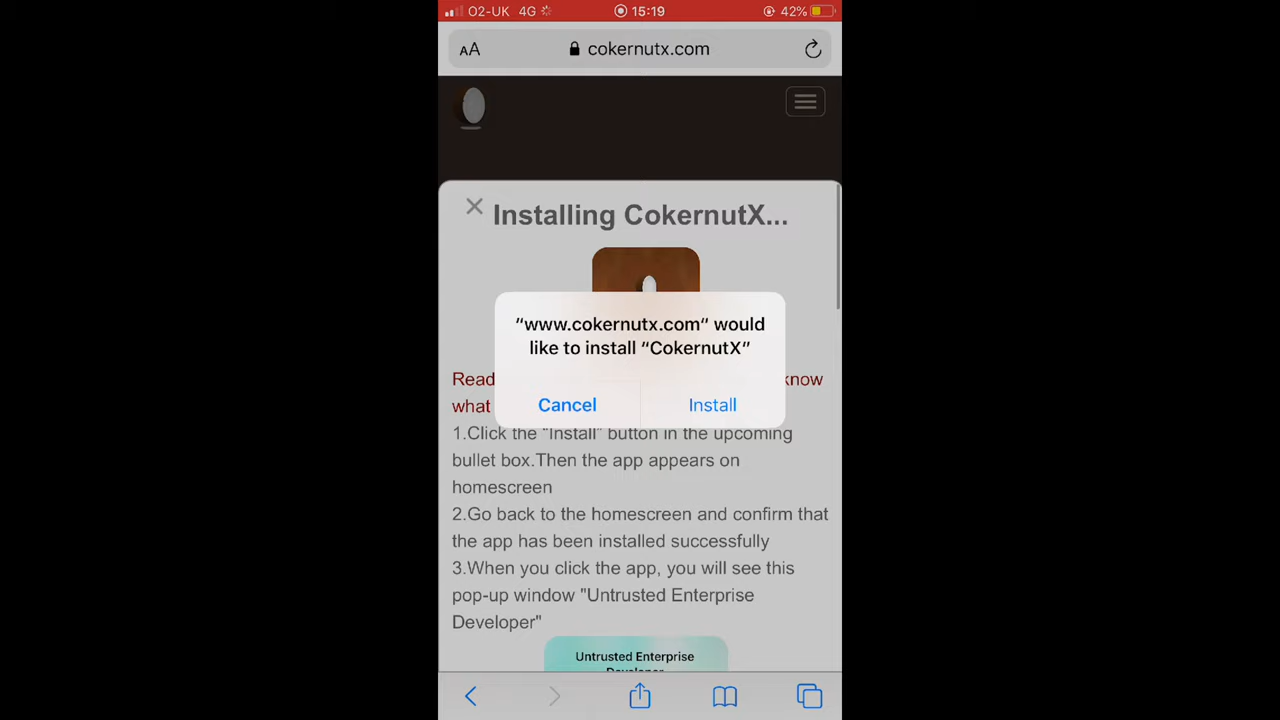 O2-UK 4G 15:19 42%
AA cokernutx.com
Installing CokernutX...
“www.cokernutx.com“ would
like to install “CokernutX”
Cancel Install
Read know
what
1.Click the "Install" button in the upcoming
bullet box.Then the app appears on
homescreen
2.Go back to the homescreen and confirm that
the app has been installed successfully
3.When you click the app, you will see this
pop-up window "Untrusted Enterprise
Developer"
Untrusted Enterprise